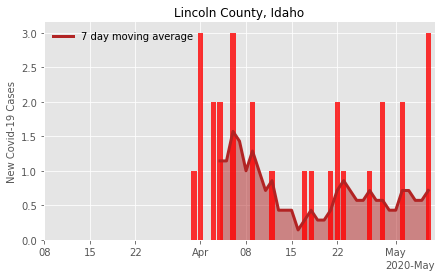 Lincoln County, Idaho
7 day moving average
New Covid-19 Cases
3.0
2.5
2.0
1.5
1.0
0.5
0.0
08 15 22 Apr 08 15 22 May
2020-May